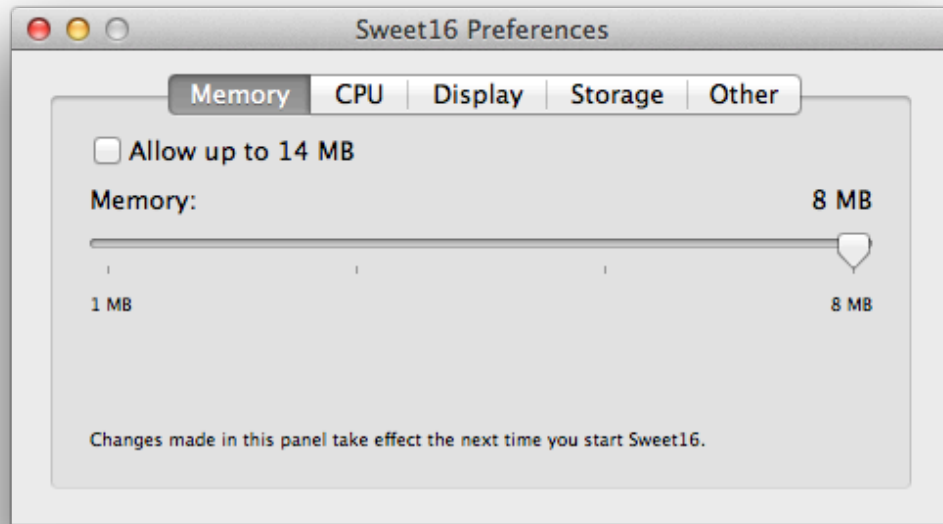 Sweet16 Preferences
Memory CPU Display Storage Other
Allow up to 14 MB
Memory: 8 MB
1 MB 8 MB
Changes made in this panel take effect the next time you start Sweet16.